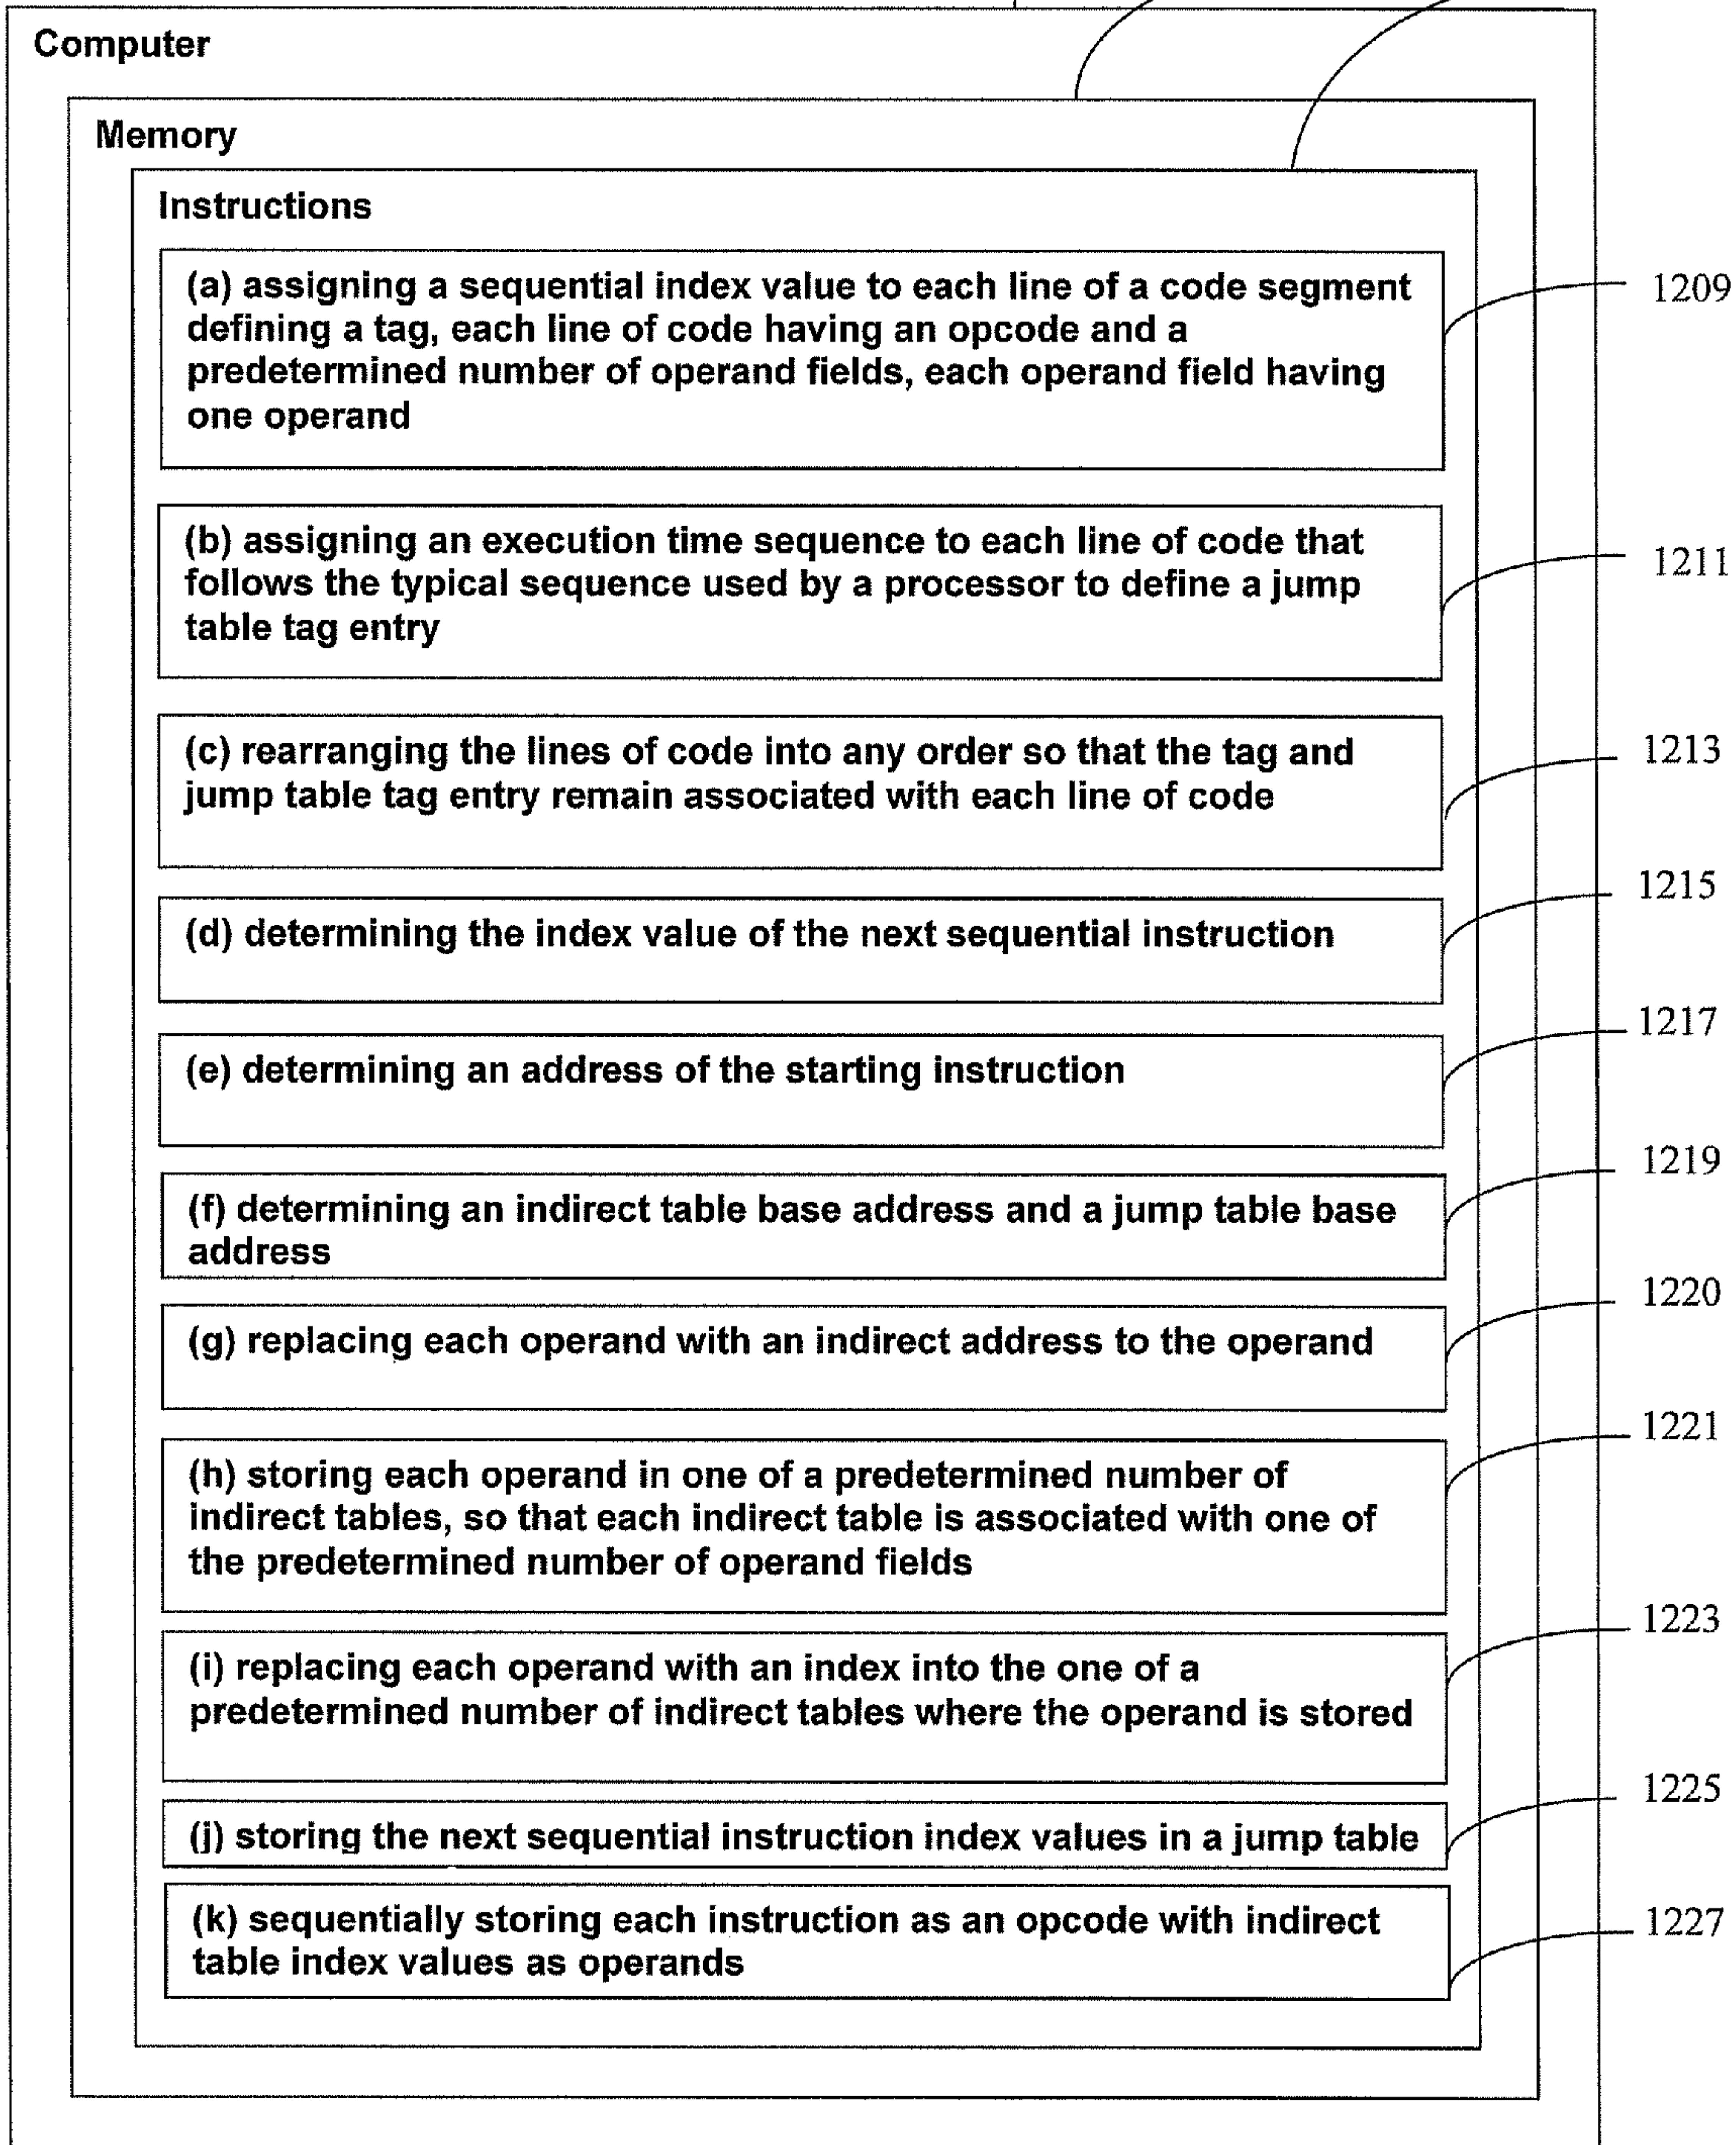 Computer
Memory
Instructions
(a) assigning a sequential index value to each line of a code segment
defining a tag, each line of code having an opcode and a
predetermined number of operand fields, each operand field having
one operand
1209
(b) assigning an execution time sequence to each line of code that
follows the typical sequence used by a processor to define a jump
table tag entry
1211
(c) rearranging the lines of code into any order so that the tag and
jump table tag entry remain associated with each line of code
1213
(d) determining the index value of the next sequential instruction
1215
(e) determining an address of the starting instruction
1217
(f) determining an indirect table base address and a jump table base
address
1219
(g) replacing each operand with an indirect address to the operand
1220
(h) storing each operand in one of a predetermined number of
indirect tables, so that each indirect table is associated with one of
the predetermined number of operand fields
1221
(i) replacing each operand with an index into the one of a
predetermined number of indirect tables where the operand is stored
1223
(j) storing the next sequential instruction index values in a jump table
1225
(k) sequentially storing each instruction as an opcode with indirect
table index values as operands
1227